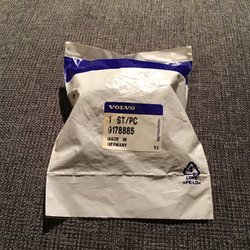 VOLVO
1 ST/PC
9178885
MADE IN
GERMANY